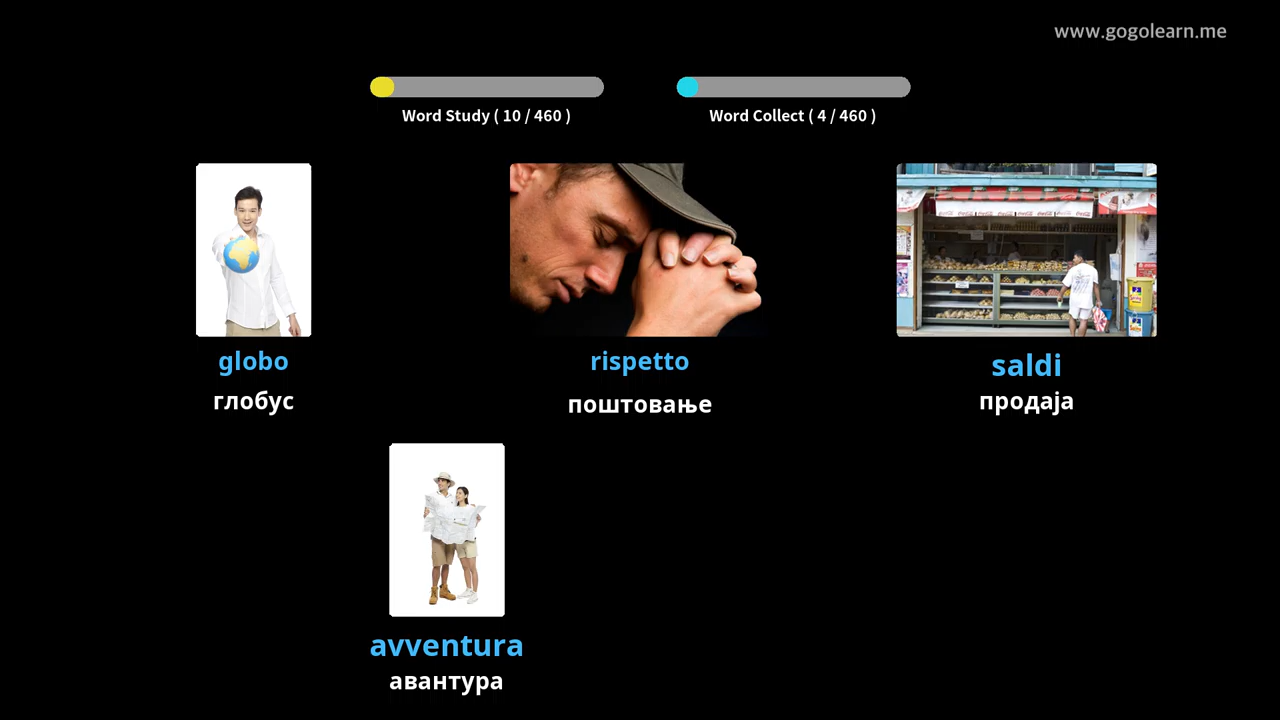 www.gogolearn.me
Word Study ( 10 / 460 )
Word Collect ( 4 / 460 )
globo
глобус
rispetto
поштовање
saldi
продаја
avventura
авантура